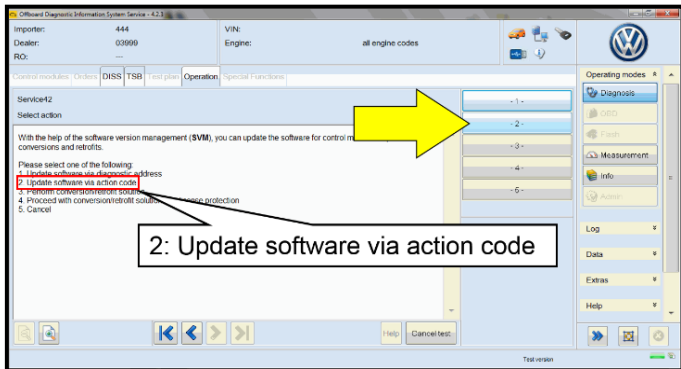 Offboard Diagnostic Information System Service - 4.2.3
Importer: 444 VIN:
Dealer: 03999 Engine: all engine codes
RO: ---
Control modules Orders DISS TSB Test plan Operation Special Functions
Operating modes
Service42
Select action
With the help of the software version management (SVM), you can update the software for control
conversions and retrofits.
Please select one of the following:
1. Update software via diagnostic address
2. Update software via action code
3. Perform conversion/retrofit solution
4. Proceed with conversion/retrofit solution protection
5. Cancel
2: Update software via action code
- 1 -
- 2 -
- 3 -
- 4 -
- 5 -
Diagnosis
OBD
Flash
Measurement
Info
Admin
Log
Data
Extras
Help
Help
Cancel test
Test version